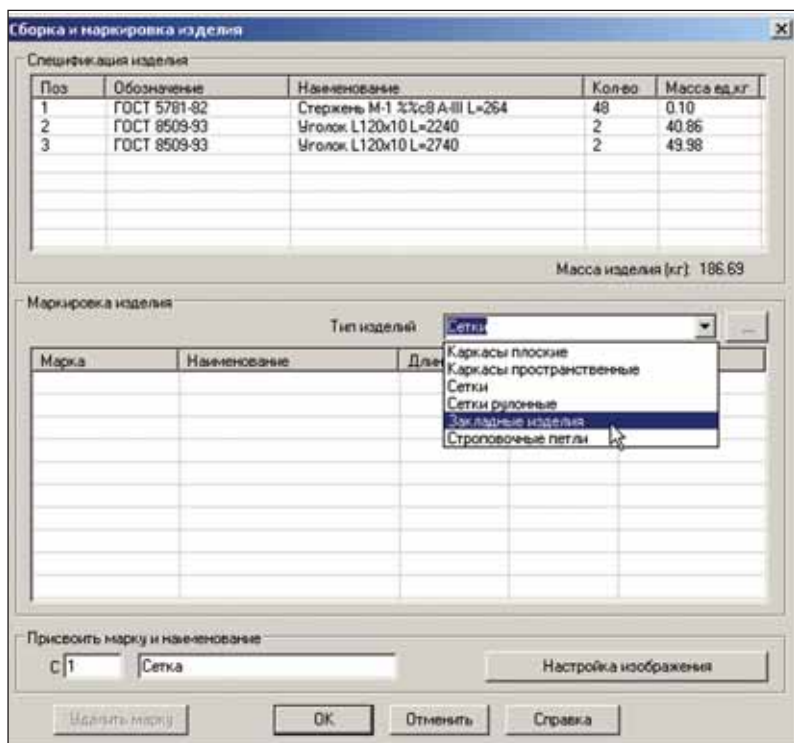 Сборка и маркировка изделия
Спецификация изделия
Поз Обозначение Наименование Кол-во Масса ед,кг
1 ГОСТ 5781-82 Стержень М-1 %%c8 А-III L=264 48 0.10
2 ГОСТ 8509-93 Уголок L120x10 L=2240 2 40.86
3 ГОСТ 8509-93 Уголок L120x10 L=2740 2 49.98
Масса изделия (кг): 186.69
Маркировка изделия
Тип изделий Сетки ...
Марка Наименование
Каркасы плоские
Каркасы пространственные
Сетки
Сетки рулонные
Закладные изделия
Строповочные петли
Присвоить марку и наименование
С 1 Сетка Настройка изображения
Удалить марку OK Отменить Справка